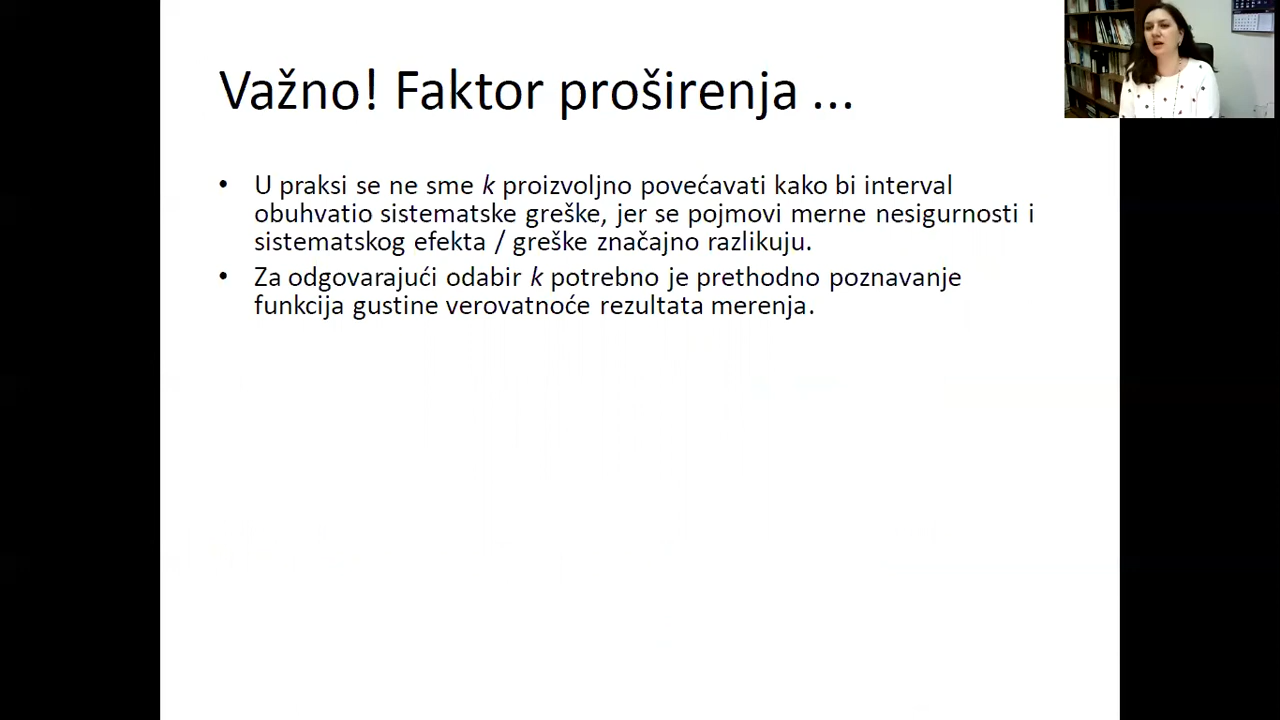 Važno! Faktor proširenja ...
• U praksi se ne sme k proizvoljno povećavati kako bi interval
obuhvatio sistematske greške, jer se pojmovi merne nesigurnosti i
sistematskog efekta / greške značajno razlikuju.
• Za odgovarajući odabir k potrebno je prethodno poznavanje
funkcija gustine verovatnoće rezultata merenja.